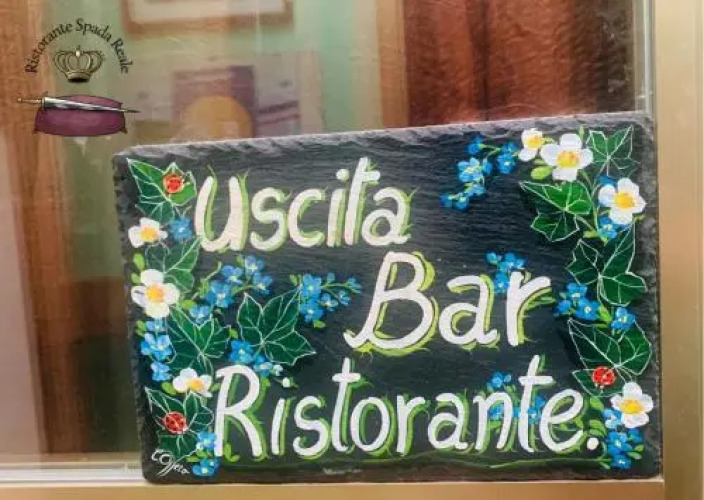 Ristorante Spada Reale
Uscita
Bar
Ristorante.